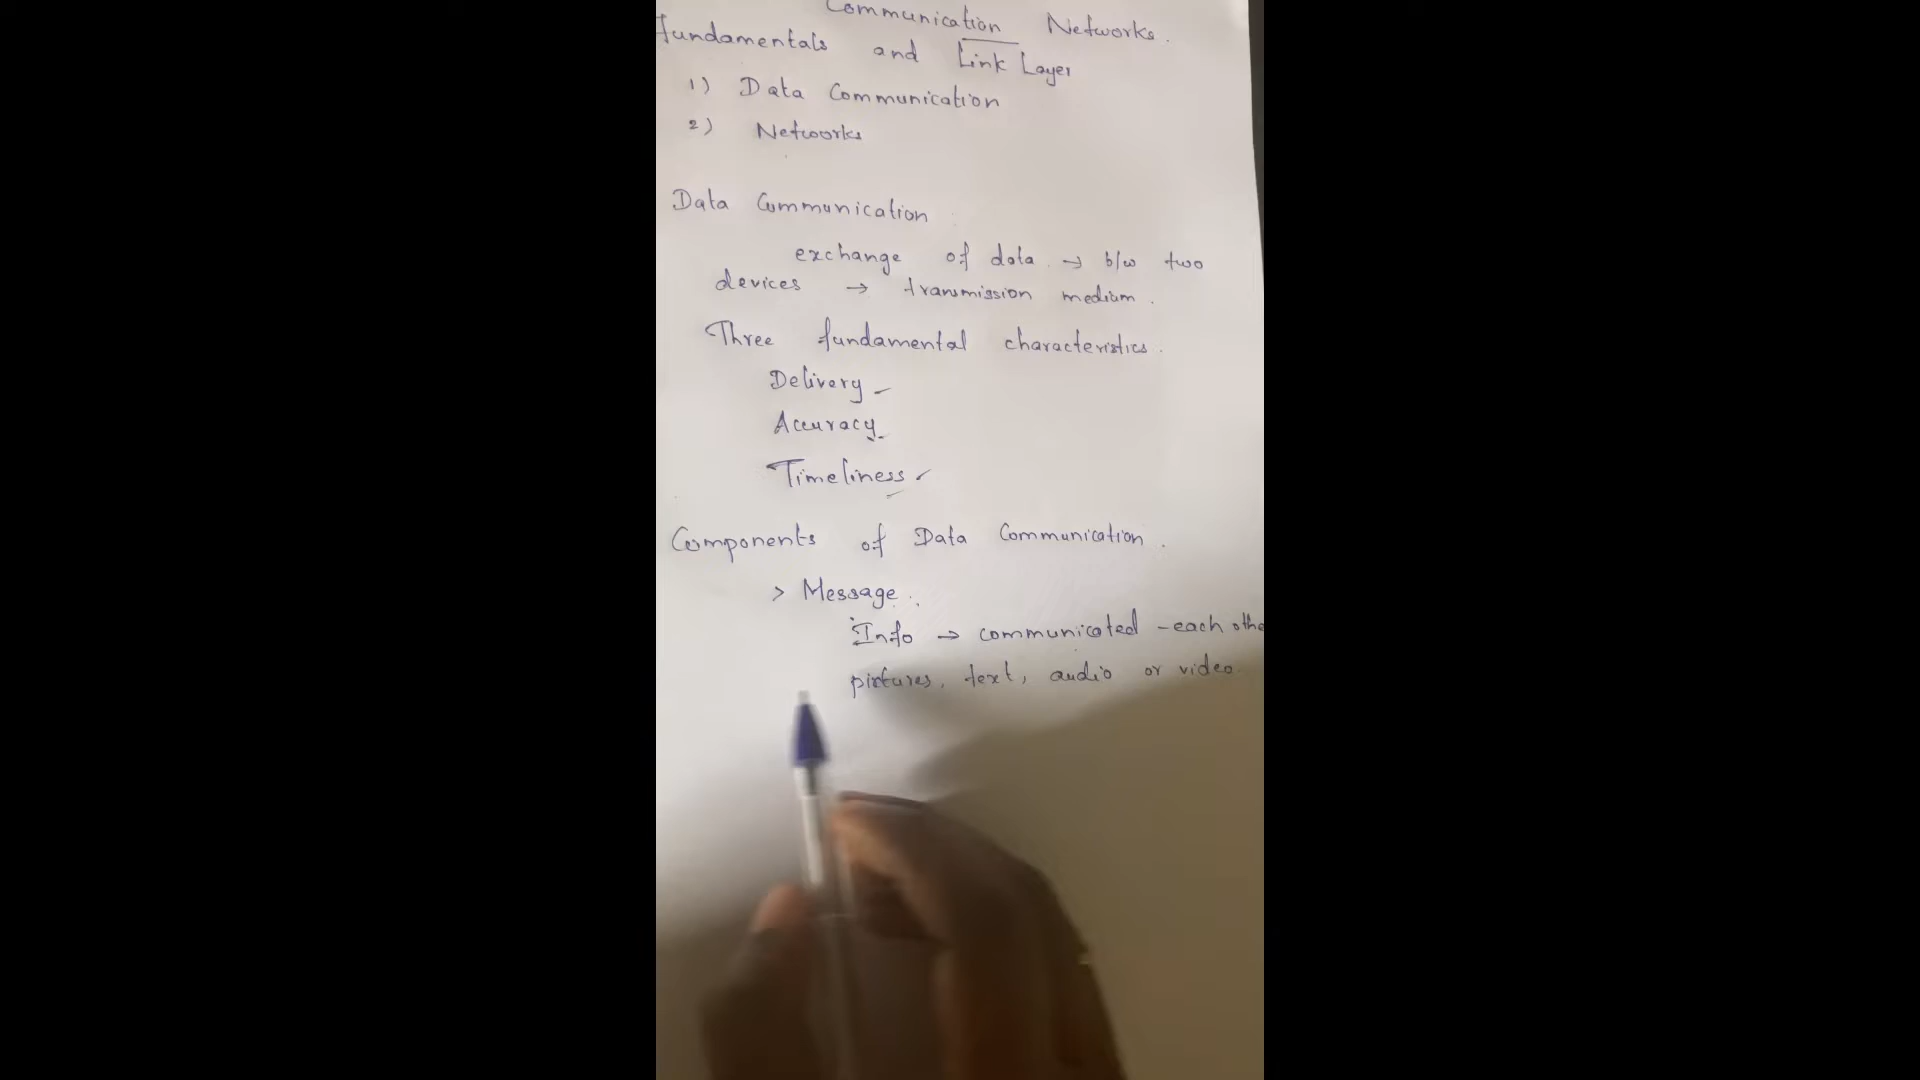 Communication Networks.
Fundamentals and Link Layer
1) Data Communication
2) Networks
Data Communication
exchange of data → b/w two
devices → transmission medium.
Three fundamental characteristics.
Delivery
Accuracy
Timeliness
Components of Data Communication.
> Message.
Info → communicated - each othe
pictures, text, audio or video.